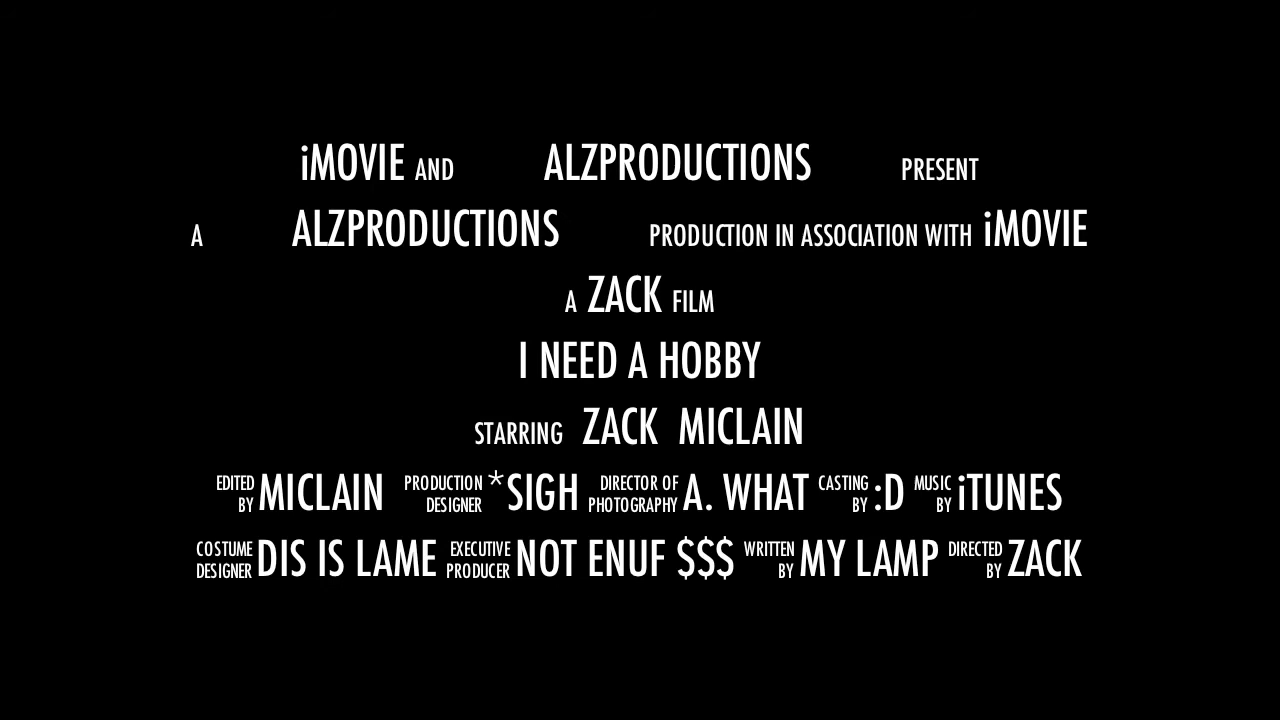 iMOVIE AND ALZPRODUCTIONS PRESENT
A ALZPRODUCTIONS PRODUCTION IN ASSOCIATION WITH iMOVIE
A ZACK FILM
I NEED A HOBBY
STARRING ZACK MICLAIN
EDITED BY MICLAIN PRODUCTION DESIGNER *SIGH DIRECTOR OF PHOTOGRAPHY A. WHAT CASTING BY :D MUSIC BY iTUNES
COSTUME DESIGNER DIS IS LAME EXECUTIVE PRODUCER NOT ENUF $$$ WRITTEN BY MY LAMP DIRECTED BY ZACK